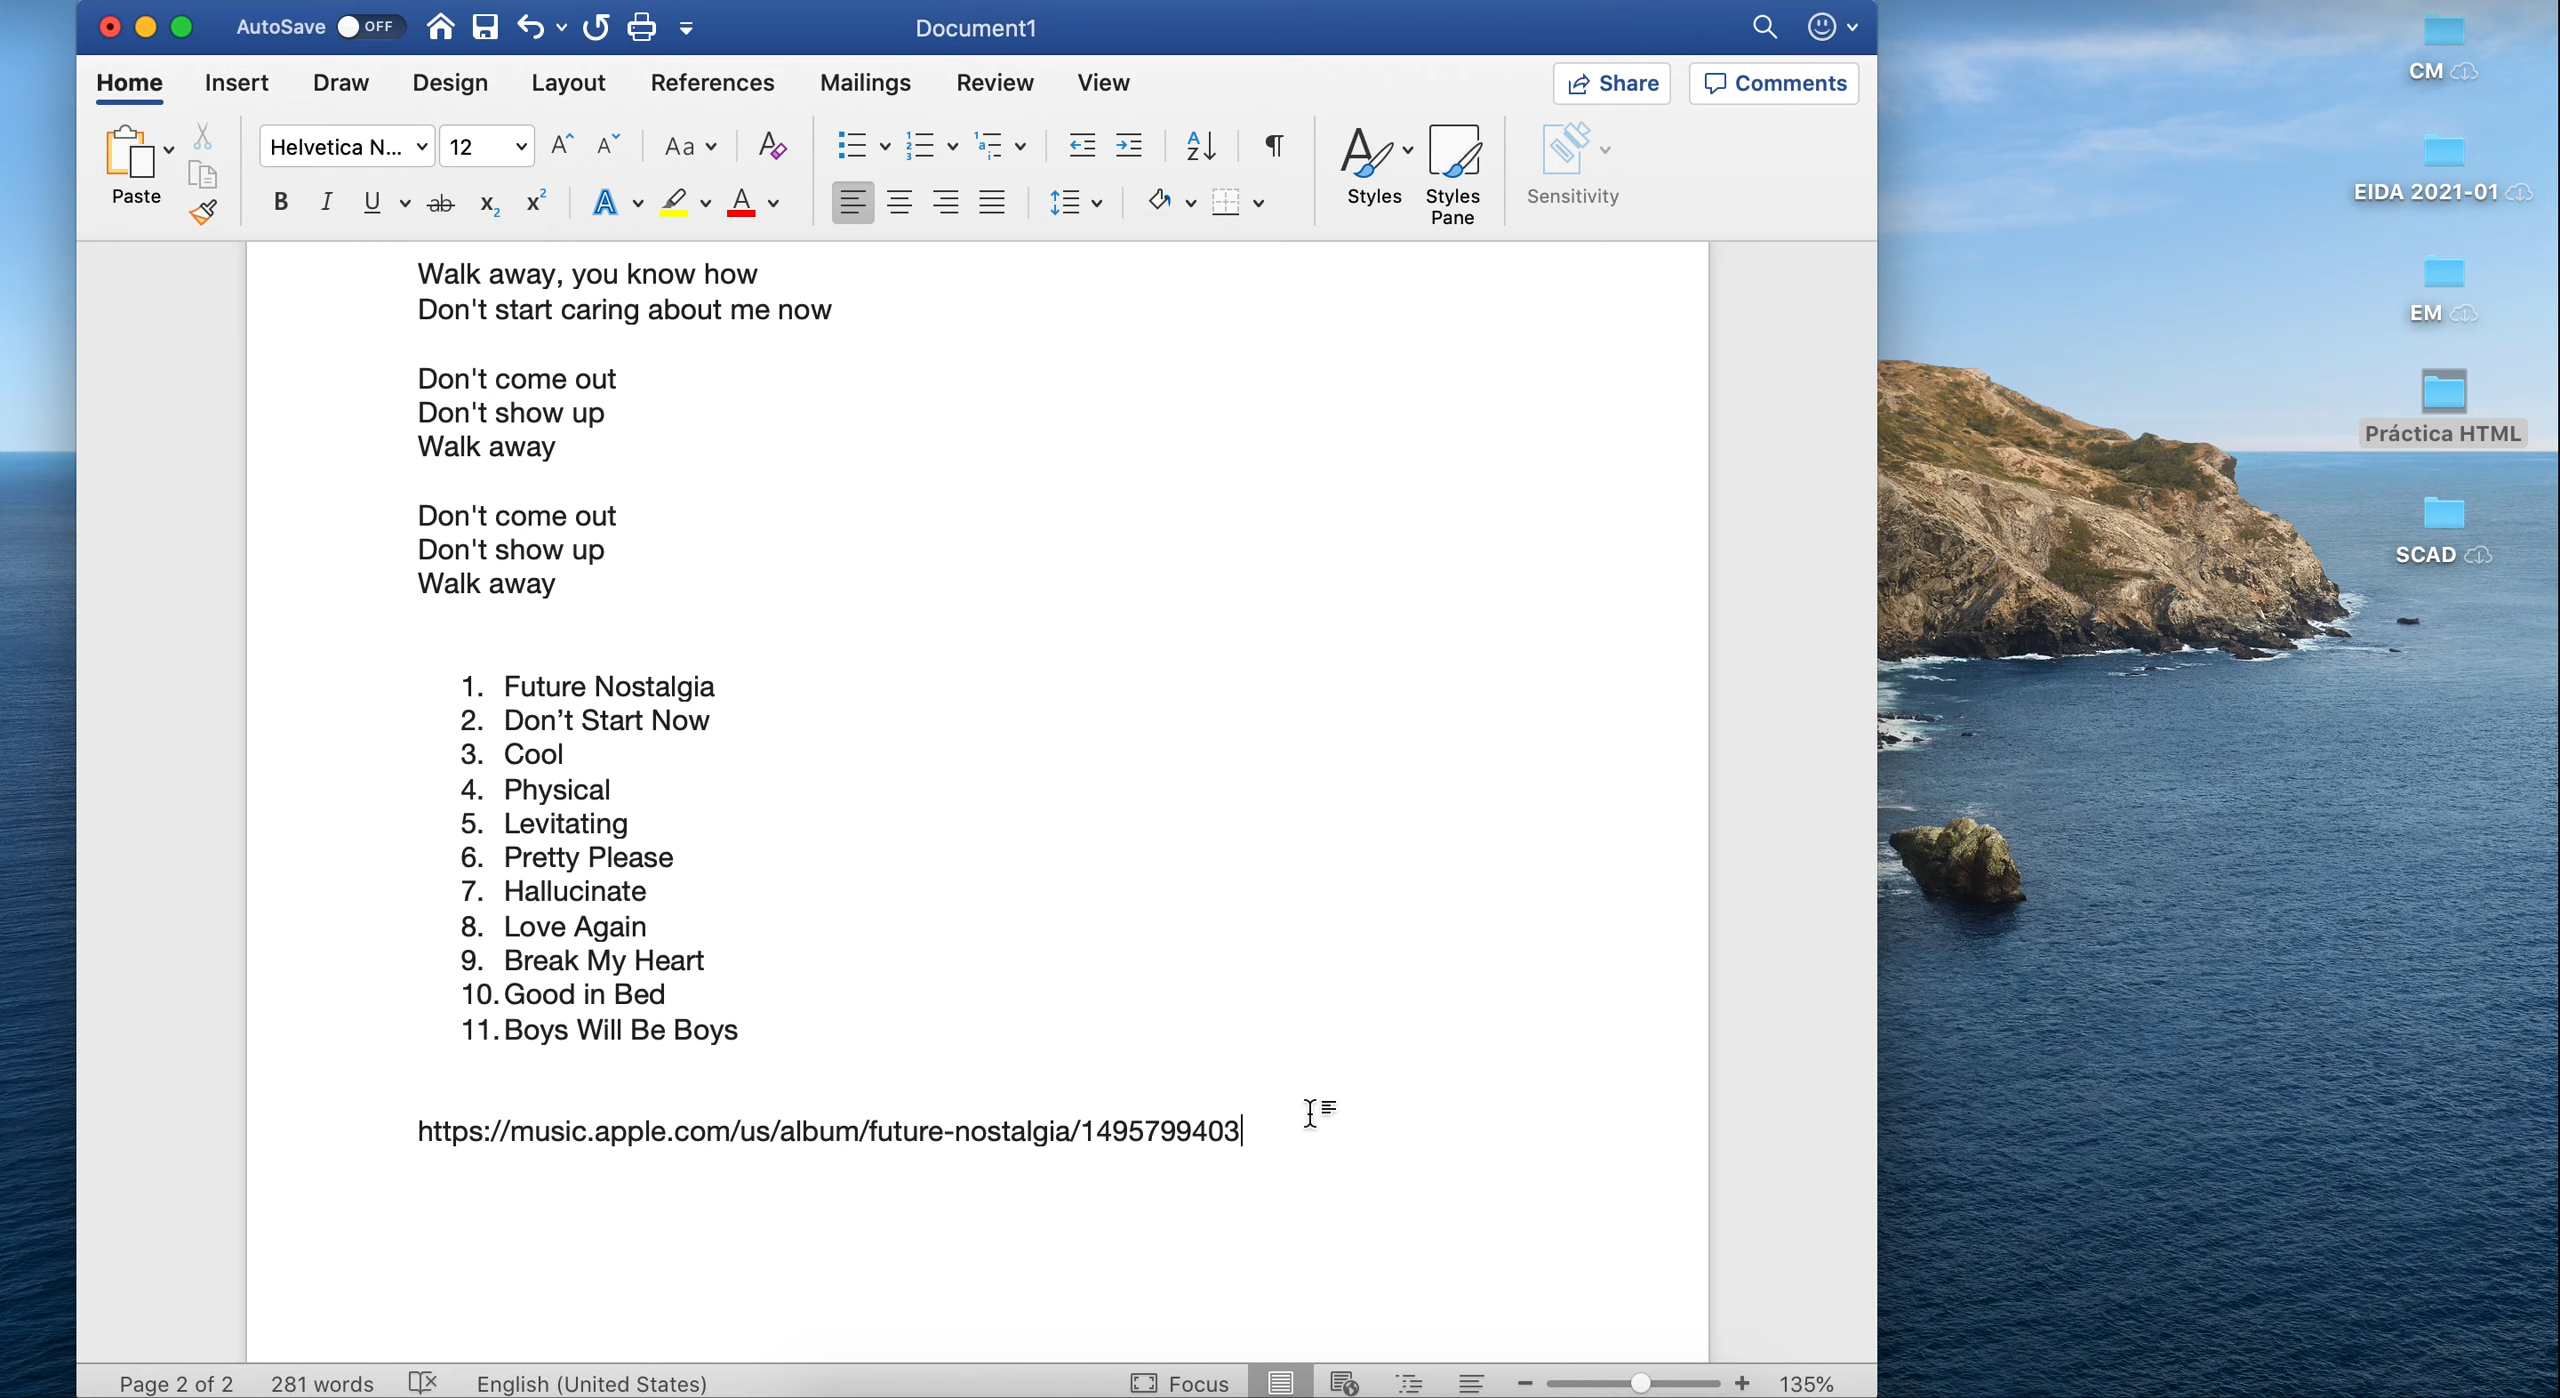 AutoSave OFF
Document1
Home Insert Draw Design Layout References Mailings Review View Share Comments
Paste
Helvetica N... 12
Styles
Styles Pane
Sensitivity
Walk away, you know how
Don't start caring about me now
Don't come out
Don't show up
Walk away
Don't come out
Don't show up
Walk away
1. Future Nostalgia
2. Don’t Start Now
3. Cool
4. Physical
5. Levitating
6. Pretty Please
7. Hallucinate
8. Love Again
9. Break My Heart
10. Good in Bed
11. Boys Will Be Boys
https://music.apple.com/us/album/future-nostalgia/1495799403
Page 2 of 2 281 words English (United States) Focus 135%
CM
EIDA 2021-01
EM
Práctica HTML
SCAD